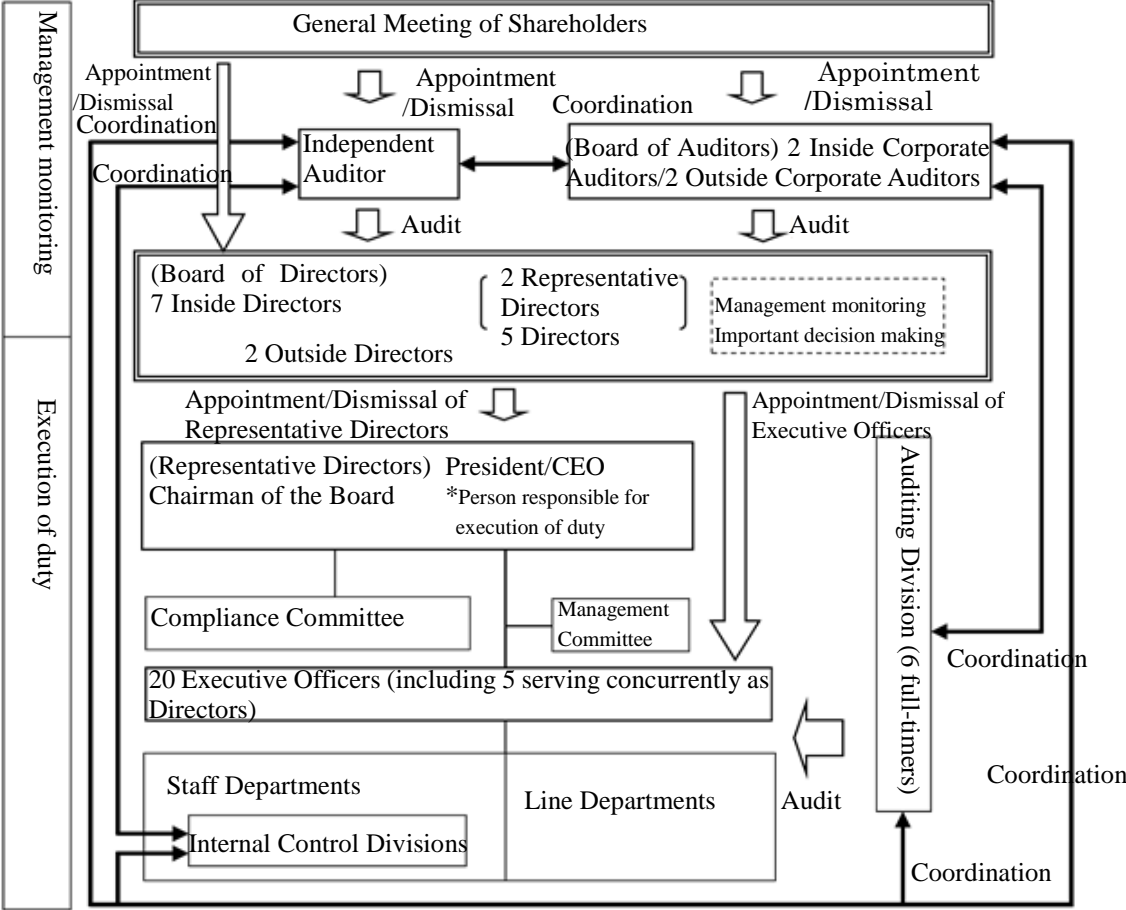 Management monitoring
Execution of duty
General Meeting of Shareholders
Appointment
/Dismissal
Appointment
/Dismissal
Appointment
/Dismissal
Coordination
Coordination
Coordination
Independent
Auditor
(Board of Auditors) 2 Inside Corporate
Auditors/2 Outside Corporate Auditors
Audit
Audit
(Board of Directors)
7 Inside Directors
2 Outside Directors
2 Representative
Directors
5 Directors
Management monitoring
Important decision making
Appointment/Dismissal of
Representative Directors
Appointment/Dismissal of
Executive Officers
(Representative Directors)
Chairman of the Board
President/CEO
*Person responsible for
execution of duty
Auditing Division (6 full-timers)
Compliance Committee
Management
Committee
Coordination
20 Executive Officers (including 5 serving concurrently as
Directors)
Coordination
Staff Departments
Line Departments
Audit
Internal Control Divisions
Coordination